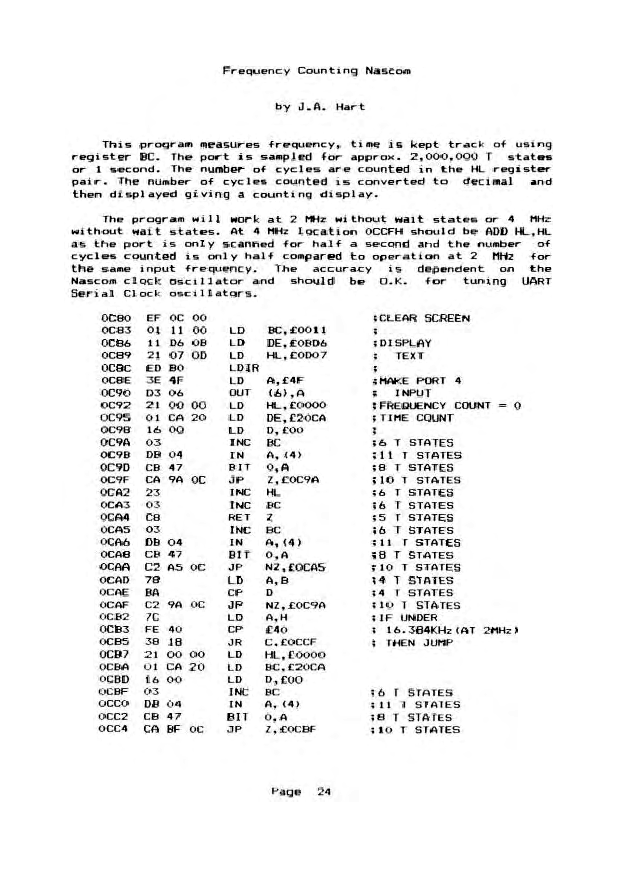 Frequency Counting Nascom
by J.A. Hart
This program measures frequency, time is kept track of using
register BC. The port is sampled for approx. 2,000,000 T states
or 1 second. The number of cycles are counted in the HL register
pair. The number of cycles counted is converted to decimal and
then displayed giving a counting display.
The program will work at 2 MHz without wait states or 4 MHz
without wait states. At 4 MHz location OCCFH should be ADD HL,HL
as the port is only scanned for half a second and the number of
cycles counted is only half compared to operation at 2 MHz for
the same input frequency. The accuracy is dependent on the
Nascom clock oscillator and should be O.K. for tuning UART
Serial Clock oscillators.
0C80 EF 0C 00 ;CLEAR SCREEN
0C83 01 11 00 LD BC,£0011 ;
0C86 11 D6 0B LD DE,£0BD6 ;DISPLAY
0C89 21 07 0D LD HL,£0D07 ; TEXT
0C8C ED B0 LDIR ;
0C8E 3E 4F LD A,£4F ;MAKE PORT 4
0C90 D3 06 OUT (6),A ; INPUT
0C92 21 00 00 LD HL,£0000 ;FREQUENCY COUNT = 0
0C95 01 CA 20 LD DE,£20CA ;TIME COUNT
0C98 16 00 LD D,£00 ;
0C9A 03 INC BC ;6 T STATES
0C9B DB 04 IN A,(4) ;11 T STATES
0C9D CB 47 BIT 0,A ;8 T STATES
0C9F CA 9A 0C JP Z,£0C9A ;10 T STATES
0CA2 23 INC HL ;6 T STATES
0CA3 03 INC BC ;6 T STATES
0CA4 C8 RET Z ;5 T STATES
0CA5 03 INC BC ;6 T STATES
0CA6 DB 04 IN A,(4) ;11 T STATES
0CA8 CB 47 BIT 0,A ;8 T STATES
0CAA C2 A5 0C JP NZ,£0CA5 ;10 T STATES
0CAD 78 LD A,B ;4 T STATES
0CAE BA CP D ;4 T STATES
0CAF C2 9A 0C JP NZ,£0C9A ;10 T STATES
0CB2 7C LD A,H ;IF UNDER
0CB3 FE 40 CP £40 ; 16.384KHz(AT 2MHz)
0CB5 38 18 JR C,£0CCF ; THEN JUMP
0CB7 21 00 00 LD HL,£0000
0CBA 01 CA 20 LD BC,£20CA
0CBD 16 00 LD D,£00
0CBF 03 INC BC ;6 T STATES
0CC0 DB 04 IN A,(4) ;11 T STATES
0CC2 CB 47 BIT 0,A ;8 T STATES
0CC4 CA BF 0C JP Z,£0CBF ;10 T STATES
Page 24